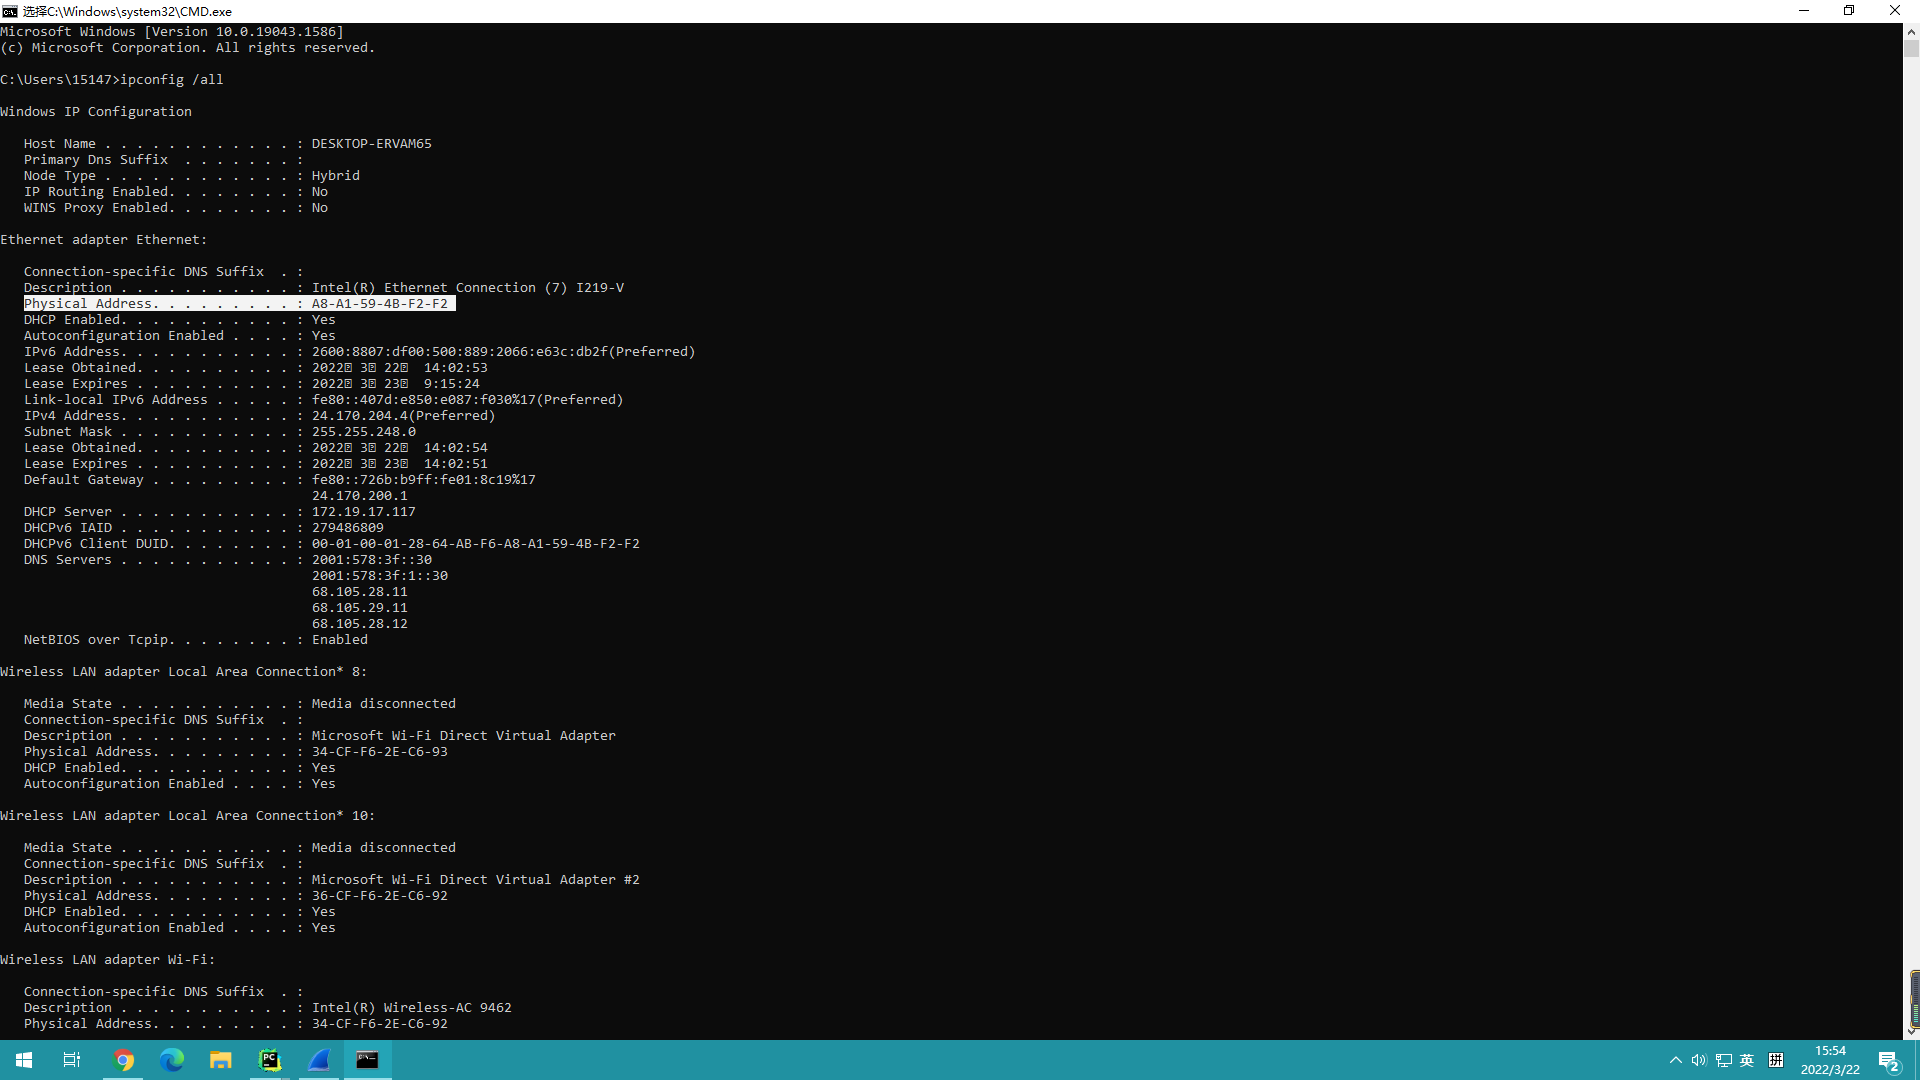 选择C:\Windows\system32\CMD.exe
Microsoft Windows [Version 10.0.19043.1586]
(c) Microsoft Corporation. All rights reserved.
C:\Users\15147>ipconfig /all
Windows IP Configuration
Host Name . . . . . . . . . . . . : DESKTOP-ERVAM65
Primary Dns Suffix  . . . . . . . :
Node Type . . . . . . . . . . . . : Hybrid
IP Routing Enabled. . . . . . . . : No
WINS Proxy Enabled. . . . . . . . : No
Ethernet adapter Ethernet:
Connection-specific DNS Suffix  . :
Description . . . . . . . . . . . : Intel(R) Ethernet Connection (7) I219-V
Physical Address. . . . . . . . . : A8-A1-59-4B-F2-F2
DHCP Enabled. . . . . . . . . . . : Yes
Autoconfiguration Enabled . . . . : Yes
IPv6 Address. . . . . . . . . . . : 2600:8807:df00:500:889:2066:e63c:db2f(Preferred)
Lease Obtained. . . . . . . . . . : 2022 3 22  14:02:53
Lease Expires . . . . . . . . . . : 2022 3 23  9:15:24
Link-local IPv6 Address . . . . . : fe80::407d:e850:e087:f030%17(Preferred)
IPv4 Address. . . . . . . . . . . : 24.170.204.4(Preferred)
Subnet Mask . . . . . . . . . . . : 255.255.248.0
Lease Obtained. . . . . . . . . . : 2022 3 22  14:02:54
Lease Expires . . . . . . . . . . : 2022 3 23  14:02:51
Default Gateway . . . . . . . . . : fe80::726b:b9ff:fe01:8c19%17
24.170.200.1
DHCP Server . . . . . . . . . . . : 172.19.17.117
DHCPv6 IAID . . . . . . . . . . . : 279486809
DHCPv6 Client DUID. . . . . . . . : 00-01-00-01-28-64-AB-F6-A8-A1-59-4B-F2-F2
DNS Servers . . . . . . . . . . . : 2001:578:3f::30
2001:578:3f:1::30
68.105.28.11
68.105.29.11
68.105.28.12
NetBIOS over Tcpip. . . . . . . . : Enabled
Wireless LAN adapter Local Area Connection* 8:
Media State . . . . . . . . . . . : Media disconnected
Connection-specific DNS Suffix  . :
Description . . . . . . . . . . . : Microsoft Wi-Fi Direct Virtual Adapter
Physical Address. . . . . . . . . : 34-CF-F6-2E-C6-93
DHCP Enabled. . . . . . . . . . . : Yes
Autoconfiguration Enabled . . . . : Yes
Wireless LAN adapter Local Area Connection* 10:
Media State . . . . . . . . . . . : Media disconnected
Connection-specific DNS Suffix  . :
Description . . . . . . . . . . . : Microsoft Wi-Fi Direct Virtual Adapter #2
Physical Address. . . . . . . . . : 36-CF-F6-2E-C6-92
DHCP Enabled. . . . . . . . . . . : Yes
Autoconfiguration Enabled . . . . : Yes
Wireless LAN adapter Wi-Fi:
Connection-specific DNS Suffix  . :
Description . . . . . . . . . . . : Intel(R) Wireless-AC 9462
Physical Address. . . . . . . . . : 34-CF-F6-2E-C6-92
PC
英 拼
15:54
2022/3/22
2